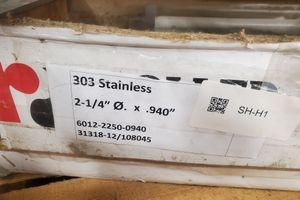 303 Stainless
2-1/4" Ø. x .940"
6012-2250-0940
31318-12/108045
SH-H1